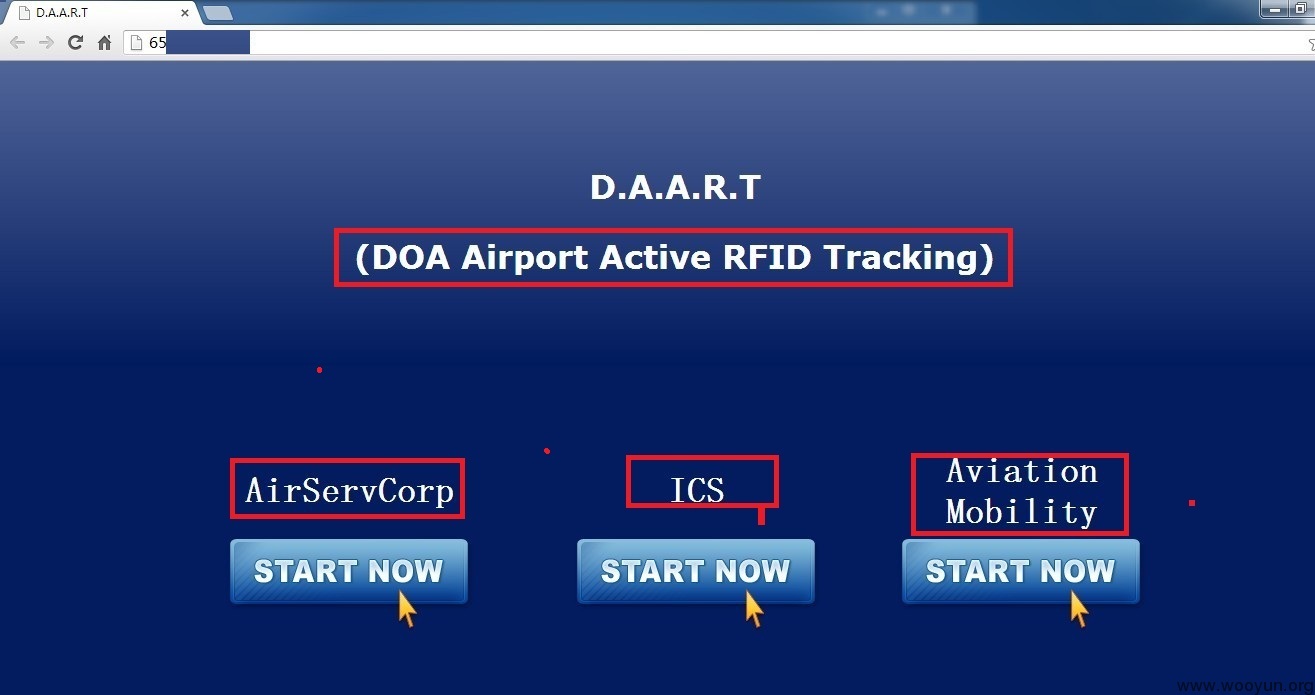 D.A.A.R.T
65
D.A.A.R.T
(DOA Airport Active RFID Tracking)
AirServCorp
ICS
Aviation
Mobility
START NOW
START NOW
START NOW
www.wooyun.org